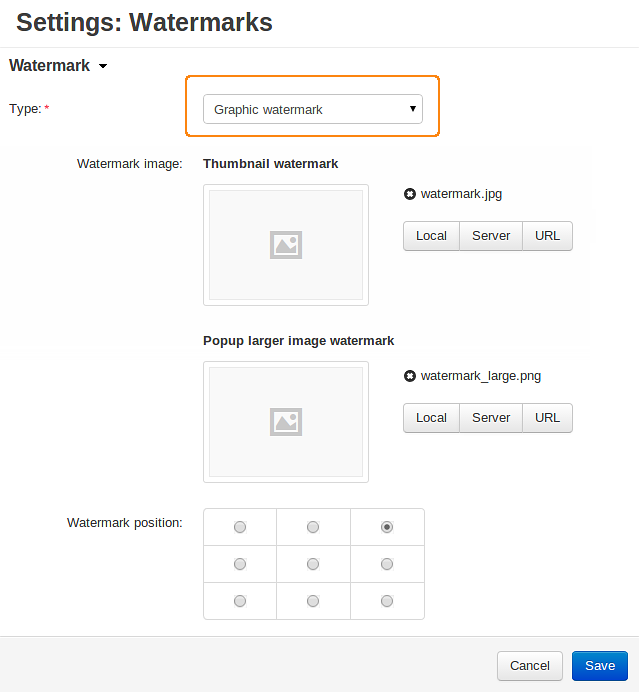 Settings: Watermarks
Watermark
Type: *
Graphic watermark
Watermark image:
Thumbnail watermark
watermark.jpg
Local Server URL
Popup larger image watermark
watermark_large.png
Local Server URL
Watermark position:
Cancel Save